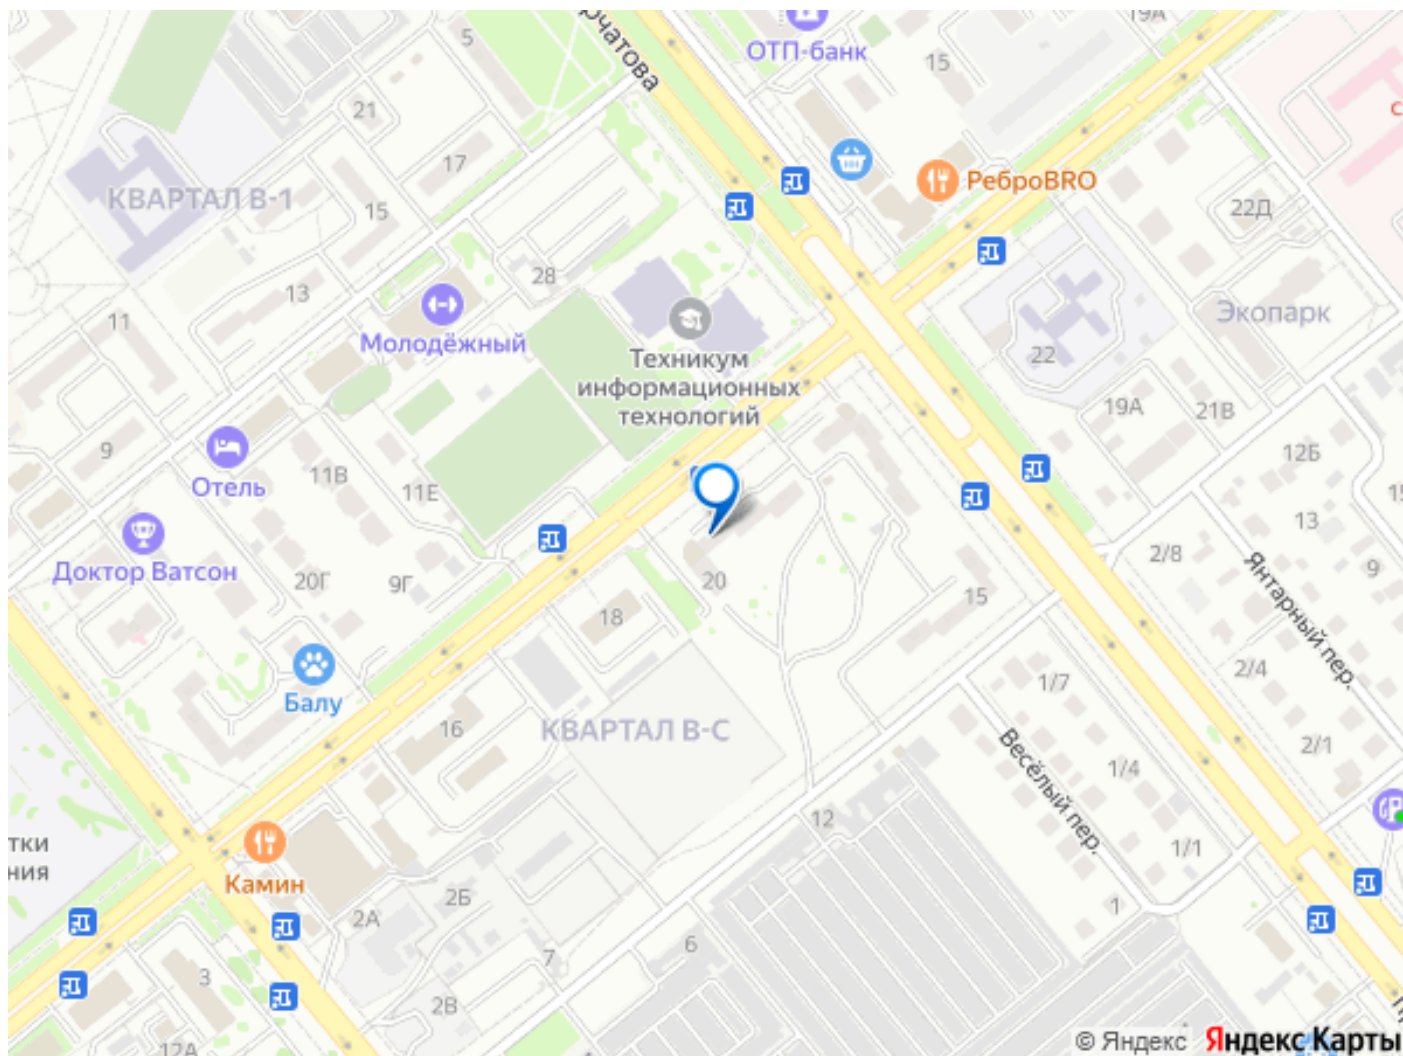 рчатова
5
ОТП-банк
15
19А
21
17
КВАРТАЛ В-1
15
РеброBRO
22Д
28
13
11
Молодёжный
Экопарк
Техникум
информационных
технологий
22
19А
21В
9
11В
11Е
Отель
12Б
13
Доктор Ватсон
20Г
9Г
20
2/8
9
Янтарный пер.
18
15
Балу
16
КВАРТАЛ В-С
1/7
2/4
2/1
Весёлый пер.
1/4
12
1/1
тки
ния
Камин
2Б
2А
1
6
7
3
2В
12А
© Яндекс
Яндекс Карты